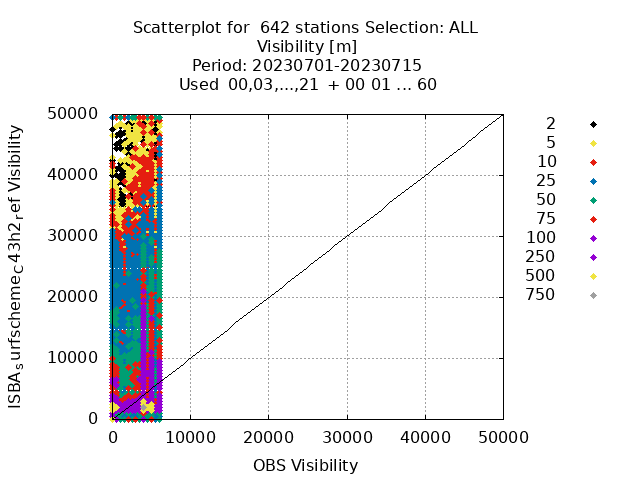 Scatterplot for 642 stations Selection: ALL
Visibility [m]
Period: 20230701-20230715
Used 00,03,...,21 + 00 01 ... 60
50000
40000
30000
20000
10000
0
ISBAsurfschemeC43h2ref Visibility
0 10000 20000 30000 40000 50000
OBS Visibility
2
5
10
25
50
75
100
250
500
750